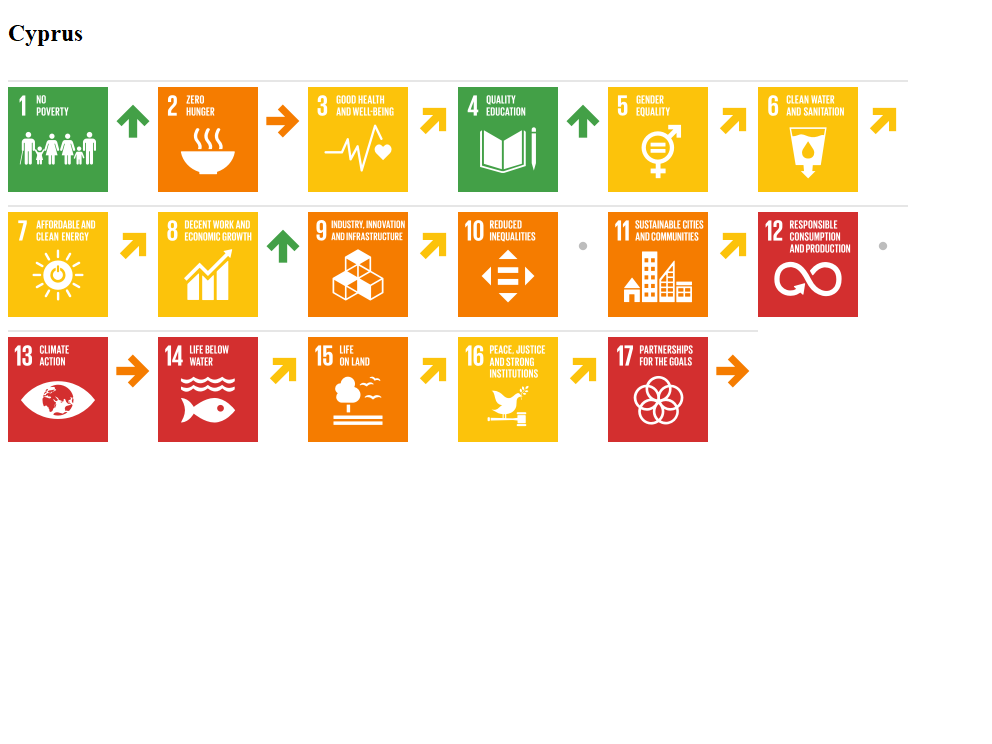 Cyprus
1 NO
POVERTY
2 ZERO
HUNGER
3 GOOD HEALTH
AND WELL-BEING
4 QUALITY
EDUCATION
5 GENDER
EQUALITY
6 CLEAN WATER
AND SANITATION
7 AFFORDABLE AND
CLEAN ENERGY
8 DECENT WORK AND
ECONOMIC GROWTH
9 INDUSTRY, INNOVATION
AND INFRASTRUCTURE
10 REDUCED
INEQUALITIES
11 SUSTAINABLE CITIES
AND COMMUNITIES
12 RESPONSIBLE
CONSUMPTION
AND PRODUCTION
13 CLIMATE
ACTION
14 LIFE BELOW
WATER
15 LIFE
ON LAND
16 PEACE, JUSTICE
AND STRONG
INSTITUTIONS
17 PARTNERSHIPS
FOR THE GOALS